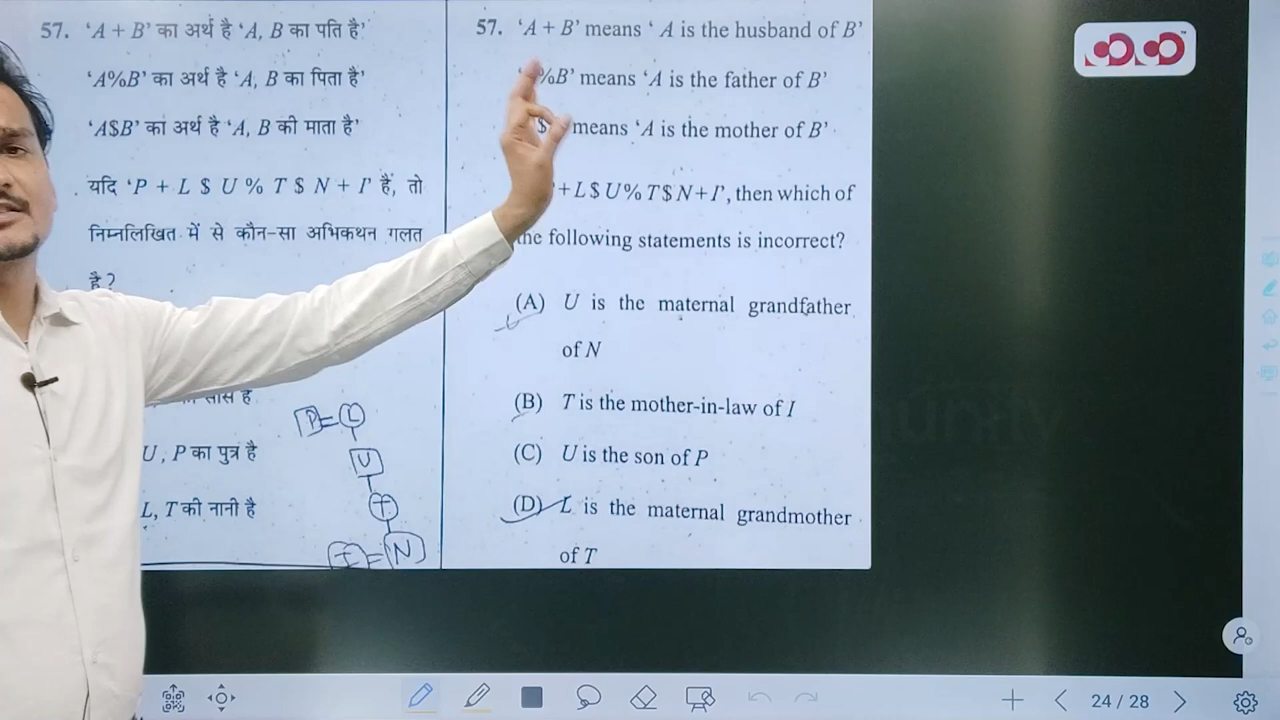 57. 'A + B' का अर्थ है 'A, B का पति है'
'A%B' का अर्थ है 'A, B का पिता है'
'A$B' का अर्थ है 'A, B की माता है'
यदि 'P + L $ U % T $ N + I' हैं, तो
निम्नलिखित में से कौन-सा अभिकथन गलत
है?
सास है
U, P का पुत्र है
L, T की नानी है
P=L
U
T
I=N
57. 'A + B' means 'A is the husband of B'
%B' means 'A is the father of B'
$ means 'A is the mother of B'
+L$U%T$N+I', then which of
the following statements is incorrect?
(A) U is the maternal grandfather
of N
(B) T is the mother-in-law of I
(C) U is the son of P
(D) L is the maternal grandmother
of T
24 / 28